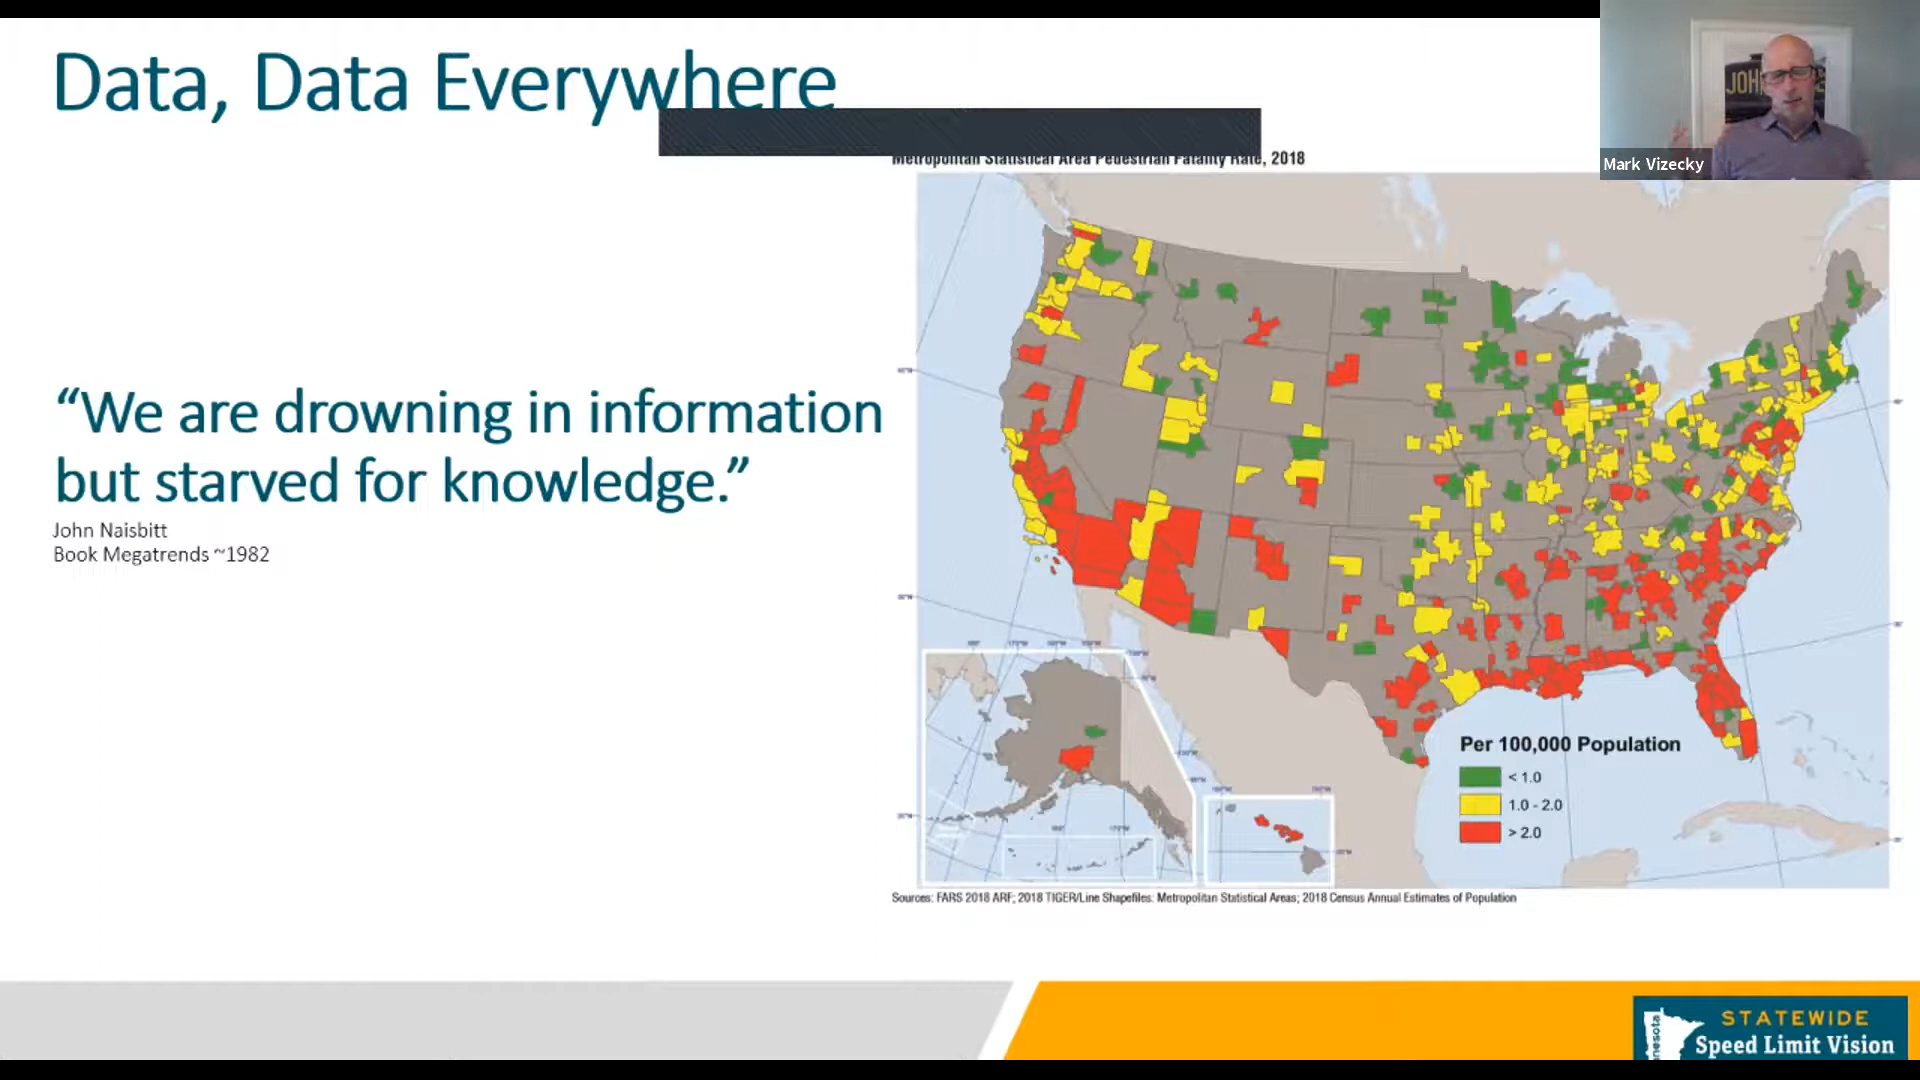 Data, Data Everywhere
JOH
Mark Vizecky
Metropolitan Statistical Area Pedestrian Fatality Rate, 2018
“We are drowning in information
but starved for knowledge.”
John Naisbitt
Book Megatrends ~1982
Per 100,000 Population
< 1.0
1.0 - 2.0
> 2.0
Sources: FARS 2018 ARF; 2018 TIGER/Line Shapefiles: Metropolitan Statistical Areas; 2018 Census Annual Estimates of Population
nesota
STATEWIDE
Speed Limit Vision